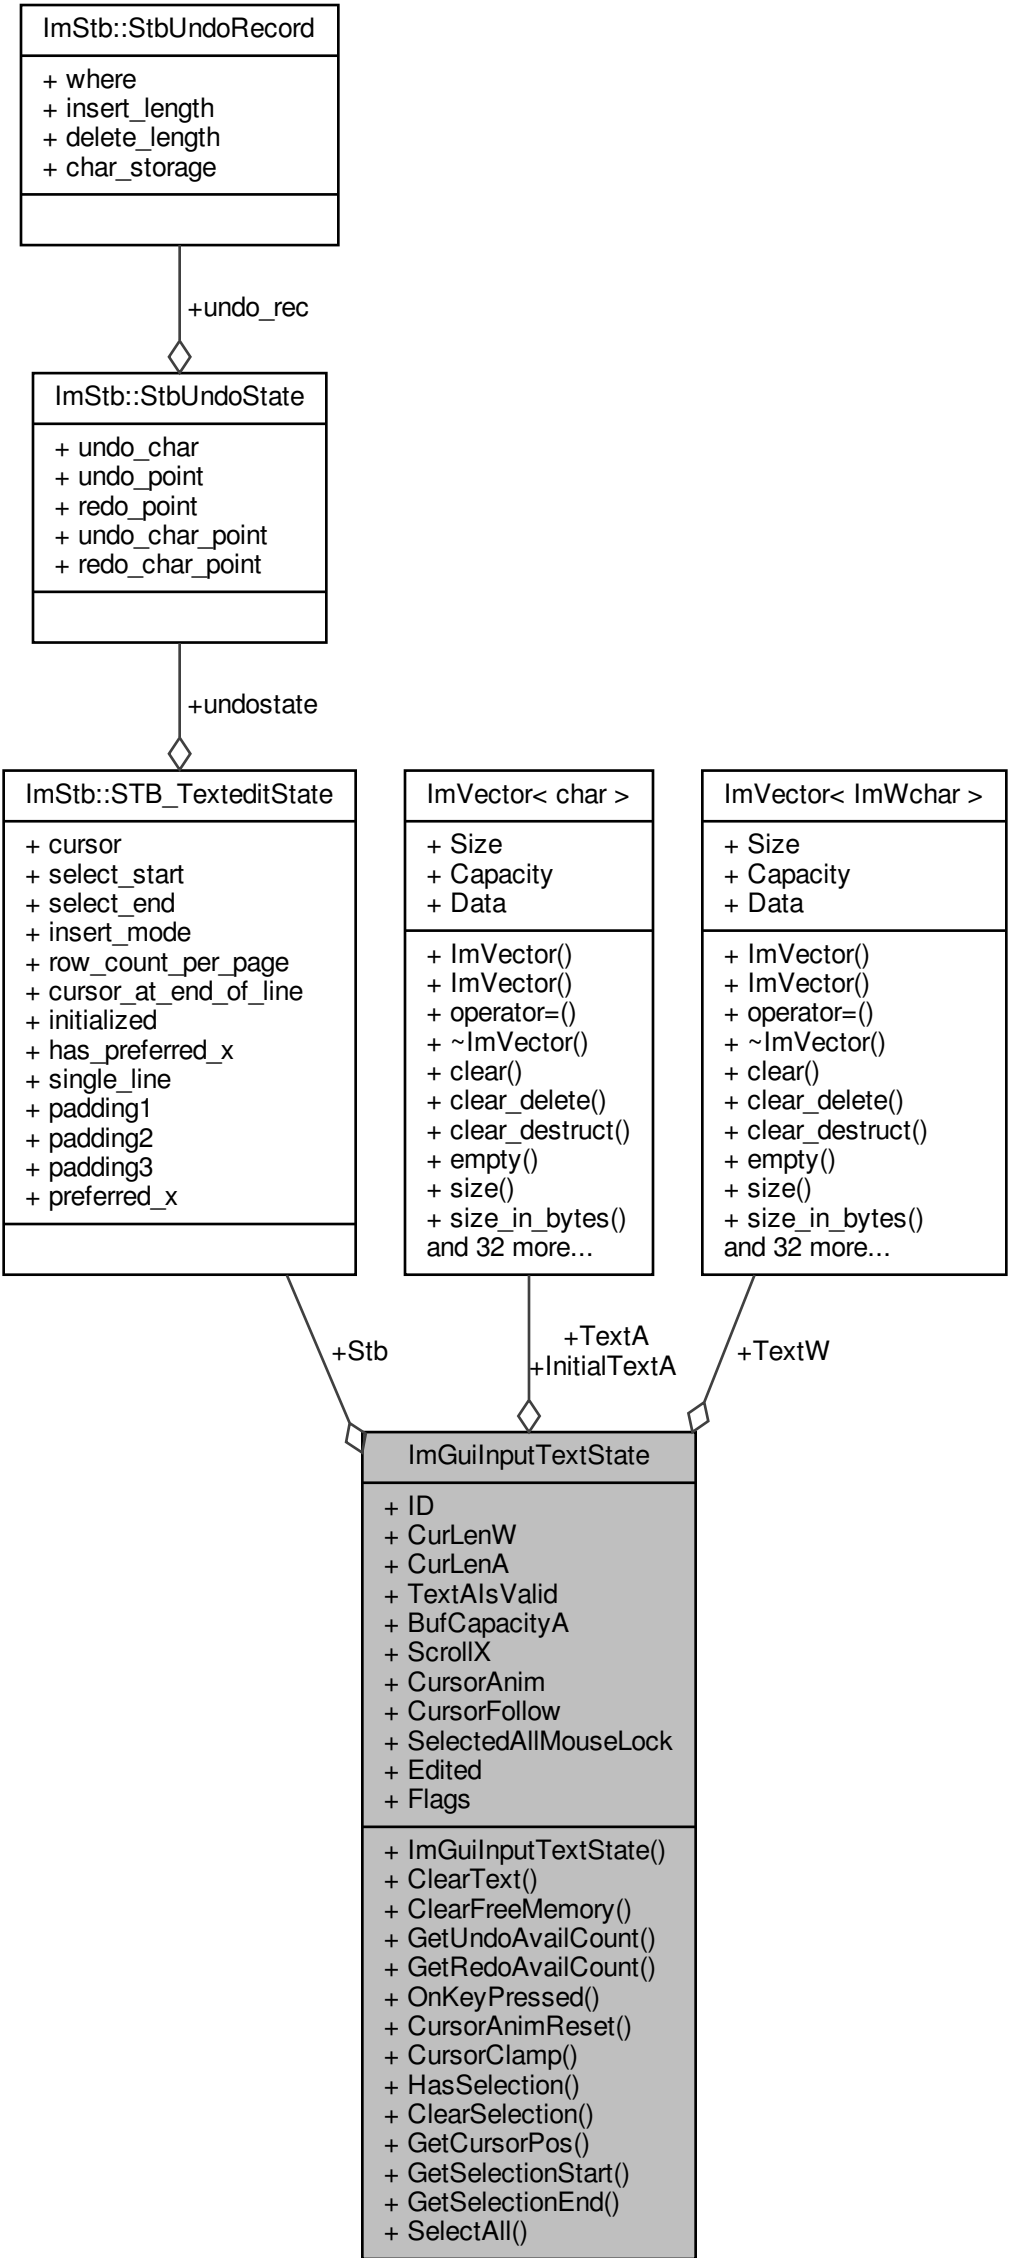 ImStb::StbUndoRecord
+ where
+ insert_length
+ delete_length
+ char_storage
+undo_rec
ImStb::StbUndoState
+ undo_char
+ undo_point
+ redo_point
+ undo_char_point
+ redo_char_point
+undostate
ImStb::STB_TexteditState
+ cursor
+ select_start
+ select_end
+ insert_mode
+ row_count_per_page
+ cursor_at_end_of_line
+ initialized
+ has_preferred_x
+ single_line
+ padding1
+ padding2
+ padding3
+ preferred_x
ImVector< char >
+ Size
+ Capacity
+ Data
+ ImVector()
+ ImVector()
+ operator=()
+ ~ImVector()
+ clear()
+ clear_delete()
+ clear_destruct()
+ empty()
+ size()
+ size_in_bytes()
and 32 more...
ImVector< ImWchar >
+ Size
+ Capacity
+ Data
+ ImVector()
+ ImVector()
+ operator=()
+ ~ImVector()
+ clear()
+ clear_delete()
+ clear_destruct()
+ empty()
+ size()
+ size_in_bytes()
and 32 more...
+Stb
+TextA
+InitialTextA
+TextW
ImGuiInputTextState
+ ID
+ CurLenW
+ CurLenA
+ TextAIsValid
+ BufCapacityA
+ ScrollX
+ CursorAnim
+ CursorFollow
+ SelectedAllMouseLock
+ Edited
+ Flags
+ ImGuiInputTextState()
+ ClearText()
+ ClearFreeMemory()
+ GetUndoAvailCount()
+ GetRedoAvailCount()
+ OnKeyPressed()
+ CursorAnimReset()
+ CursorClamp()
+ HasSelection()
+ ClearSelection()
+ GetCursorPos()
+ GetSelectionStart()
+ GetSelectionEnd()
+ SelectAll()